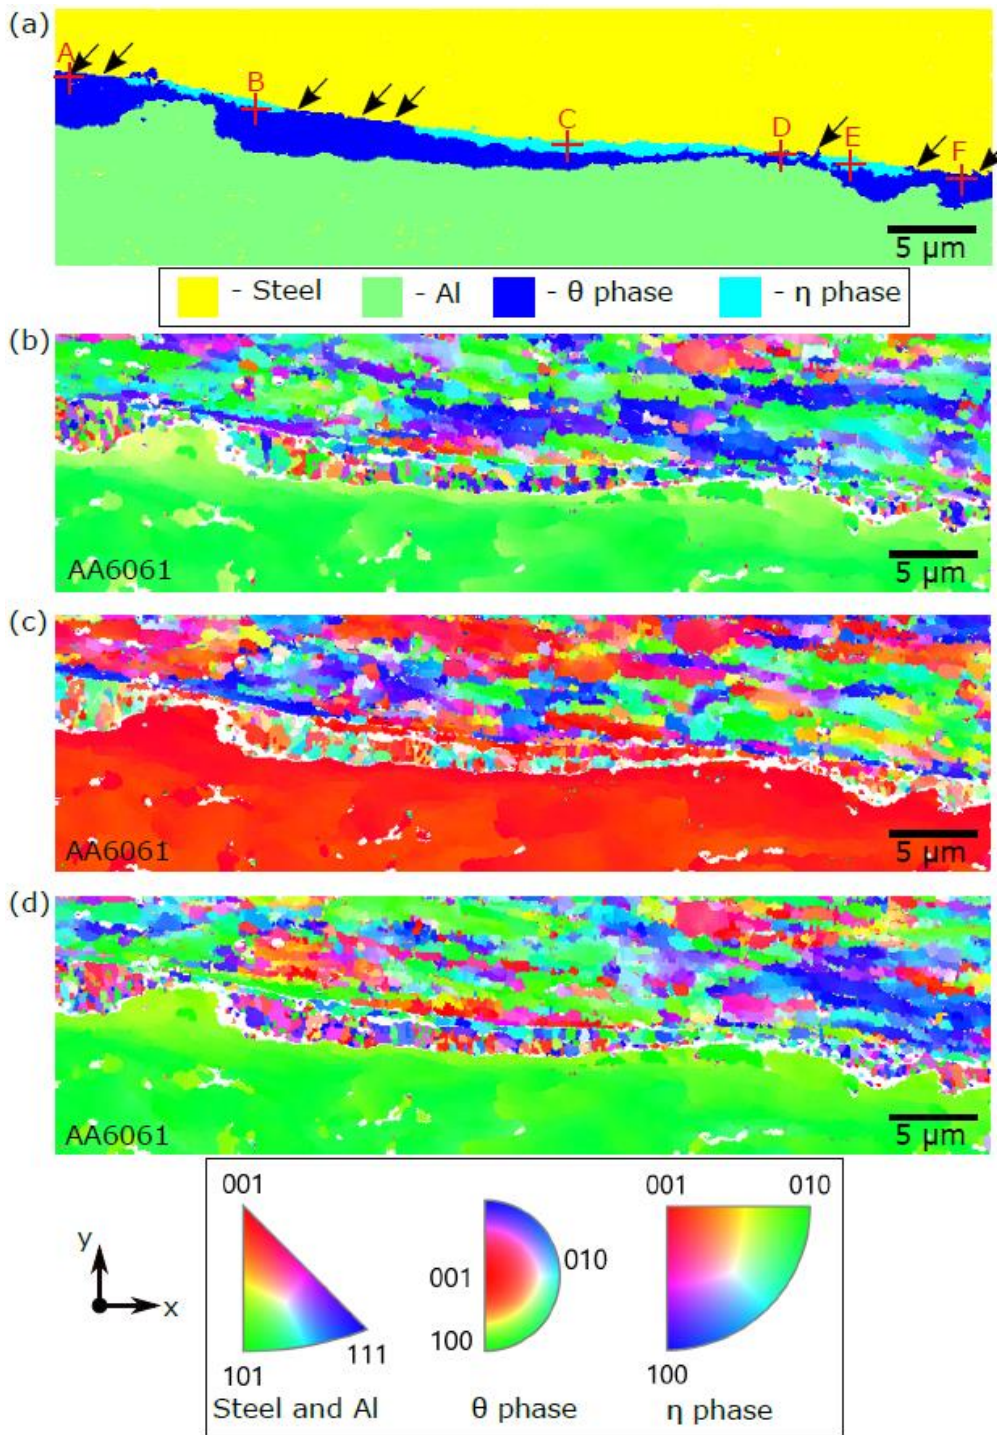 (a)
A
B
C
D
E
F
5 µm
- Steel
- Al
- θ phase
- η phase
(b)
AA6061
5 µm
(c)
AA6061
5 µm
(d)
AA6061
5 µm
y
x
001
101
111
Steel and Al
001
010
100
θ phase
001
010
100
η phase